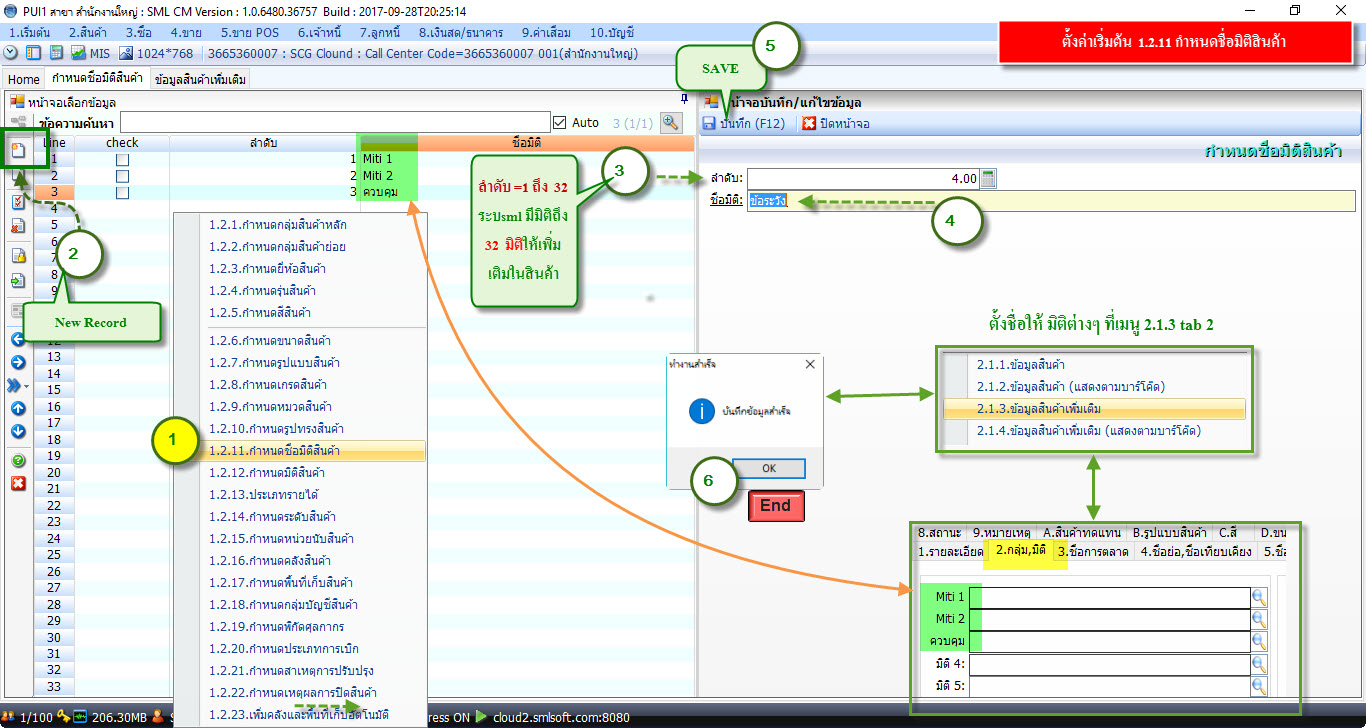 PUI1 สาขา สำนักงานใหญ่ : SML CM Version : 1.0.6480.36757 Build : 2017-09-28T20:25:14
1.เริ่มต้น 2.สินค้า 3.ซื้อ 4.ขาย 5.ขาย POS 6.เจ้าหนี้ 7.ลูกหนี้ 8.เงินสด/ธนาคาร 9.ค่าเสื่อม 10.บัญชี
MIS 1024*768 3665360007 : SCG Clound : Call Center Code=3665360007 001(สำนักงานใหญ่)
ตั้งค่าเริ่มต้น 1.2.11 กำหนดชื่อมิติสินค้า
Home กำหนดชื่อมิติสินค้า ข้อมูลสินค้าเพิ่มเติม
หน้าจอเลือกข้อมูล
ข้อความค้นหา Auto 3 (1/1)
Line check ลำดับ ชื่อมิติ
1 1 Miti 1
2 2 Miti 2
3 3 ควบคุม
4
5
6
7
8
9
12
13
14
15
16
17
18
19
20
21
22
23
24
25
26
27
28
29
30
31
32
33
2
New Record
1
1.2.1.กำหนดกลุ่มสินค้าหลัก
1.2.2.กำหนดกลุ่มสินค้าย่อย
1.2.3.กำหนดยี่ห้อสินค้า
1.2.4.กำหนดรุ่นสินค้า
1.2.5.กำหนดสีสินค้า
1.2.6.กำหนดขนาดสินค้า
1.2.7.กำหนดรูปแบบสินค้า
1.2.8.กำหนดเกรดสินค้า
1.2.9.กำหนดหมวดสินค้า
1.2.10.กำหนดรูปทรงสินค้า
1.2.11.กำหนดชื่อมิติสินค้า
1.2.12.กำหนดมิติสินค้า
1.2.13.ประเภทรายได้
1.2.14.กำหนดระดับสินค้า
1.2.15.กำหนดหน่วยนับสินค้า
1.2.16.กำหนดคลังสินค้า
1.2.17.กำหนดพื้นที่เก็บสินค้า
1.2.18.กำหนดกลุ่มบัญชีสินค้า
1.2.19.กำหนดพิกัดศุลกากร
1.2.20.กำหนดประเภทการเบิก
1.2.21.กำหนดสาเหตุการปรับปรุง
1.2.22.กำหนดเหตุผลการปิดสินค้า
1.2.23.เพิ่มคลังและพื้นที่เก็บอัตโนมัติ
ลำดับ =1 ถึง 32
ระบsml มีมิติถึง
32 มิติให้เพิ่ม
เติมในสินค้า
3
SAVE
5
หน้าจอบันทึก/แก้ไขข้อมูล
บันทึก (F12) ปิดหน้าจอ
กำหนดชื่อมิติสินค้า
ลำดับ: 4.00
ชื่อมิติ: ข้อระวัง
4
ตั้งชื่อให้ มิติต่างๆ ที่เมนู 2.1.3 tab 2
2.1.1.ข้อมูลสินค้า
2.1.2.ข้อมูลสินค้า (แสดงตามบาร์โค๊ด)
2.1.3.ข้อมูลสินค้าเพิ่มเติม
2.1.4.ข้อมูลสินค้าเพิ่มเติม (แสดงตามบาร์โค๊ด)
ทำงานสำเร็จ
บันทึกข้อมูลสำเร็จ
OK
6
End
8.สถานะ 9.หมายเหตุ A.สินค้าทดแทน B.รูปแบบสินค้า C.สี D.ขน
1.รายละเอียด 2.กลุ่ม,มิติ 3.ชื่อการตลาด 4.ชื่อย่อ,ชื่อเทียบเคียง 5.ชื่
Miti 1
Miti 2
ควบคุม
มิติ 4:
มิติ 5:
1/100 206.30MB ress ON cloud2.smlsoft.com:8080